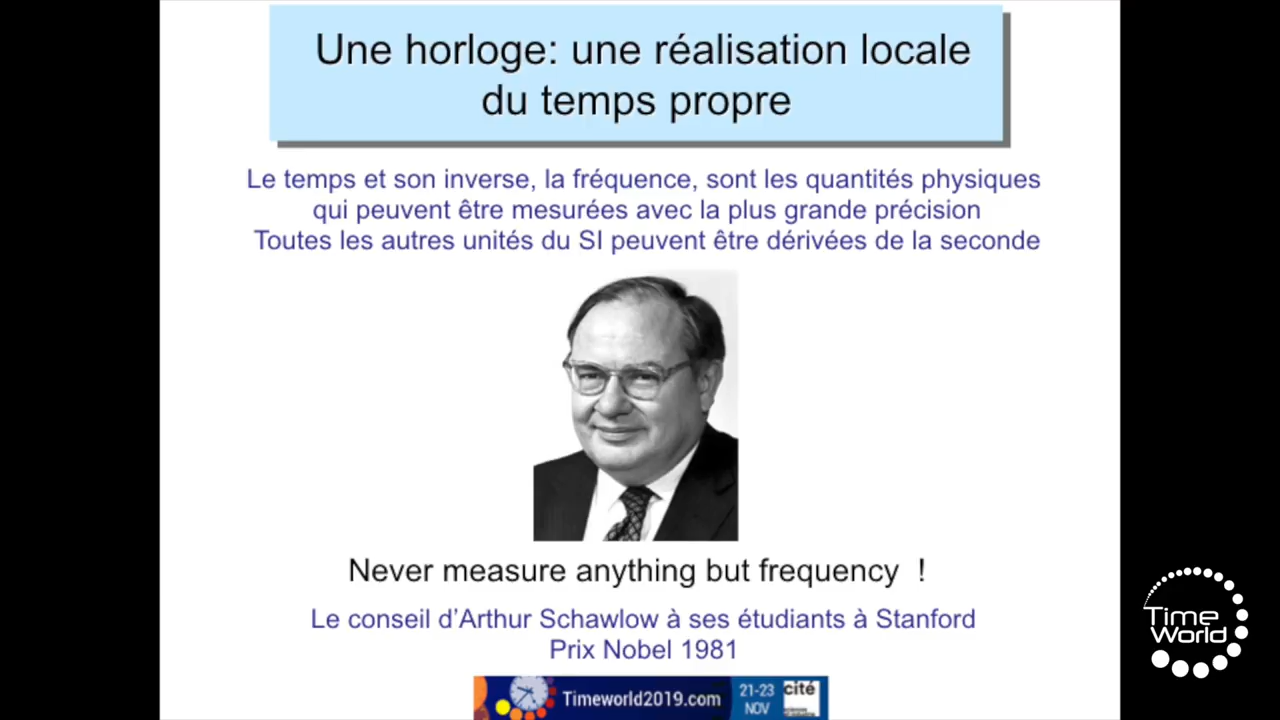 Une horloge: une réalisation locale
du temps propre
Le temps et son inverse, la fréquence, sont les quantités physiques
qui peuvent être mesurées avec la plus grande précision
Toutes les autres unités du SI peuvent être dérivées de la seconde
Never measure anything but frequency !
Le conseil d’Arthur Schawlow à ses étudiants à Stanford
Prix Nobel 1981
Timeworld2019.com
21-23
NOV
cité
Time
World